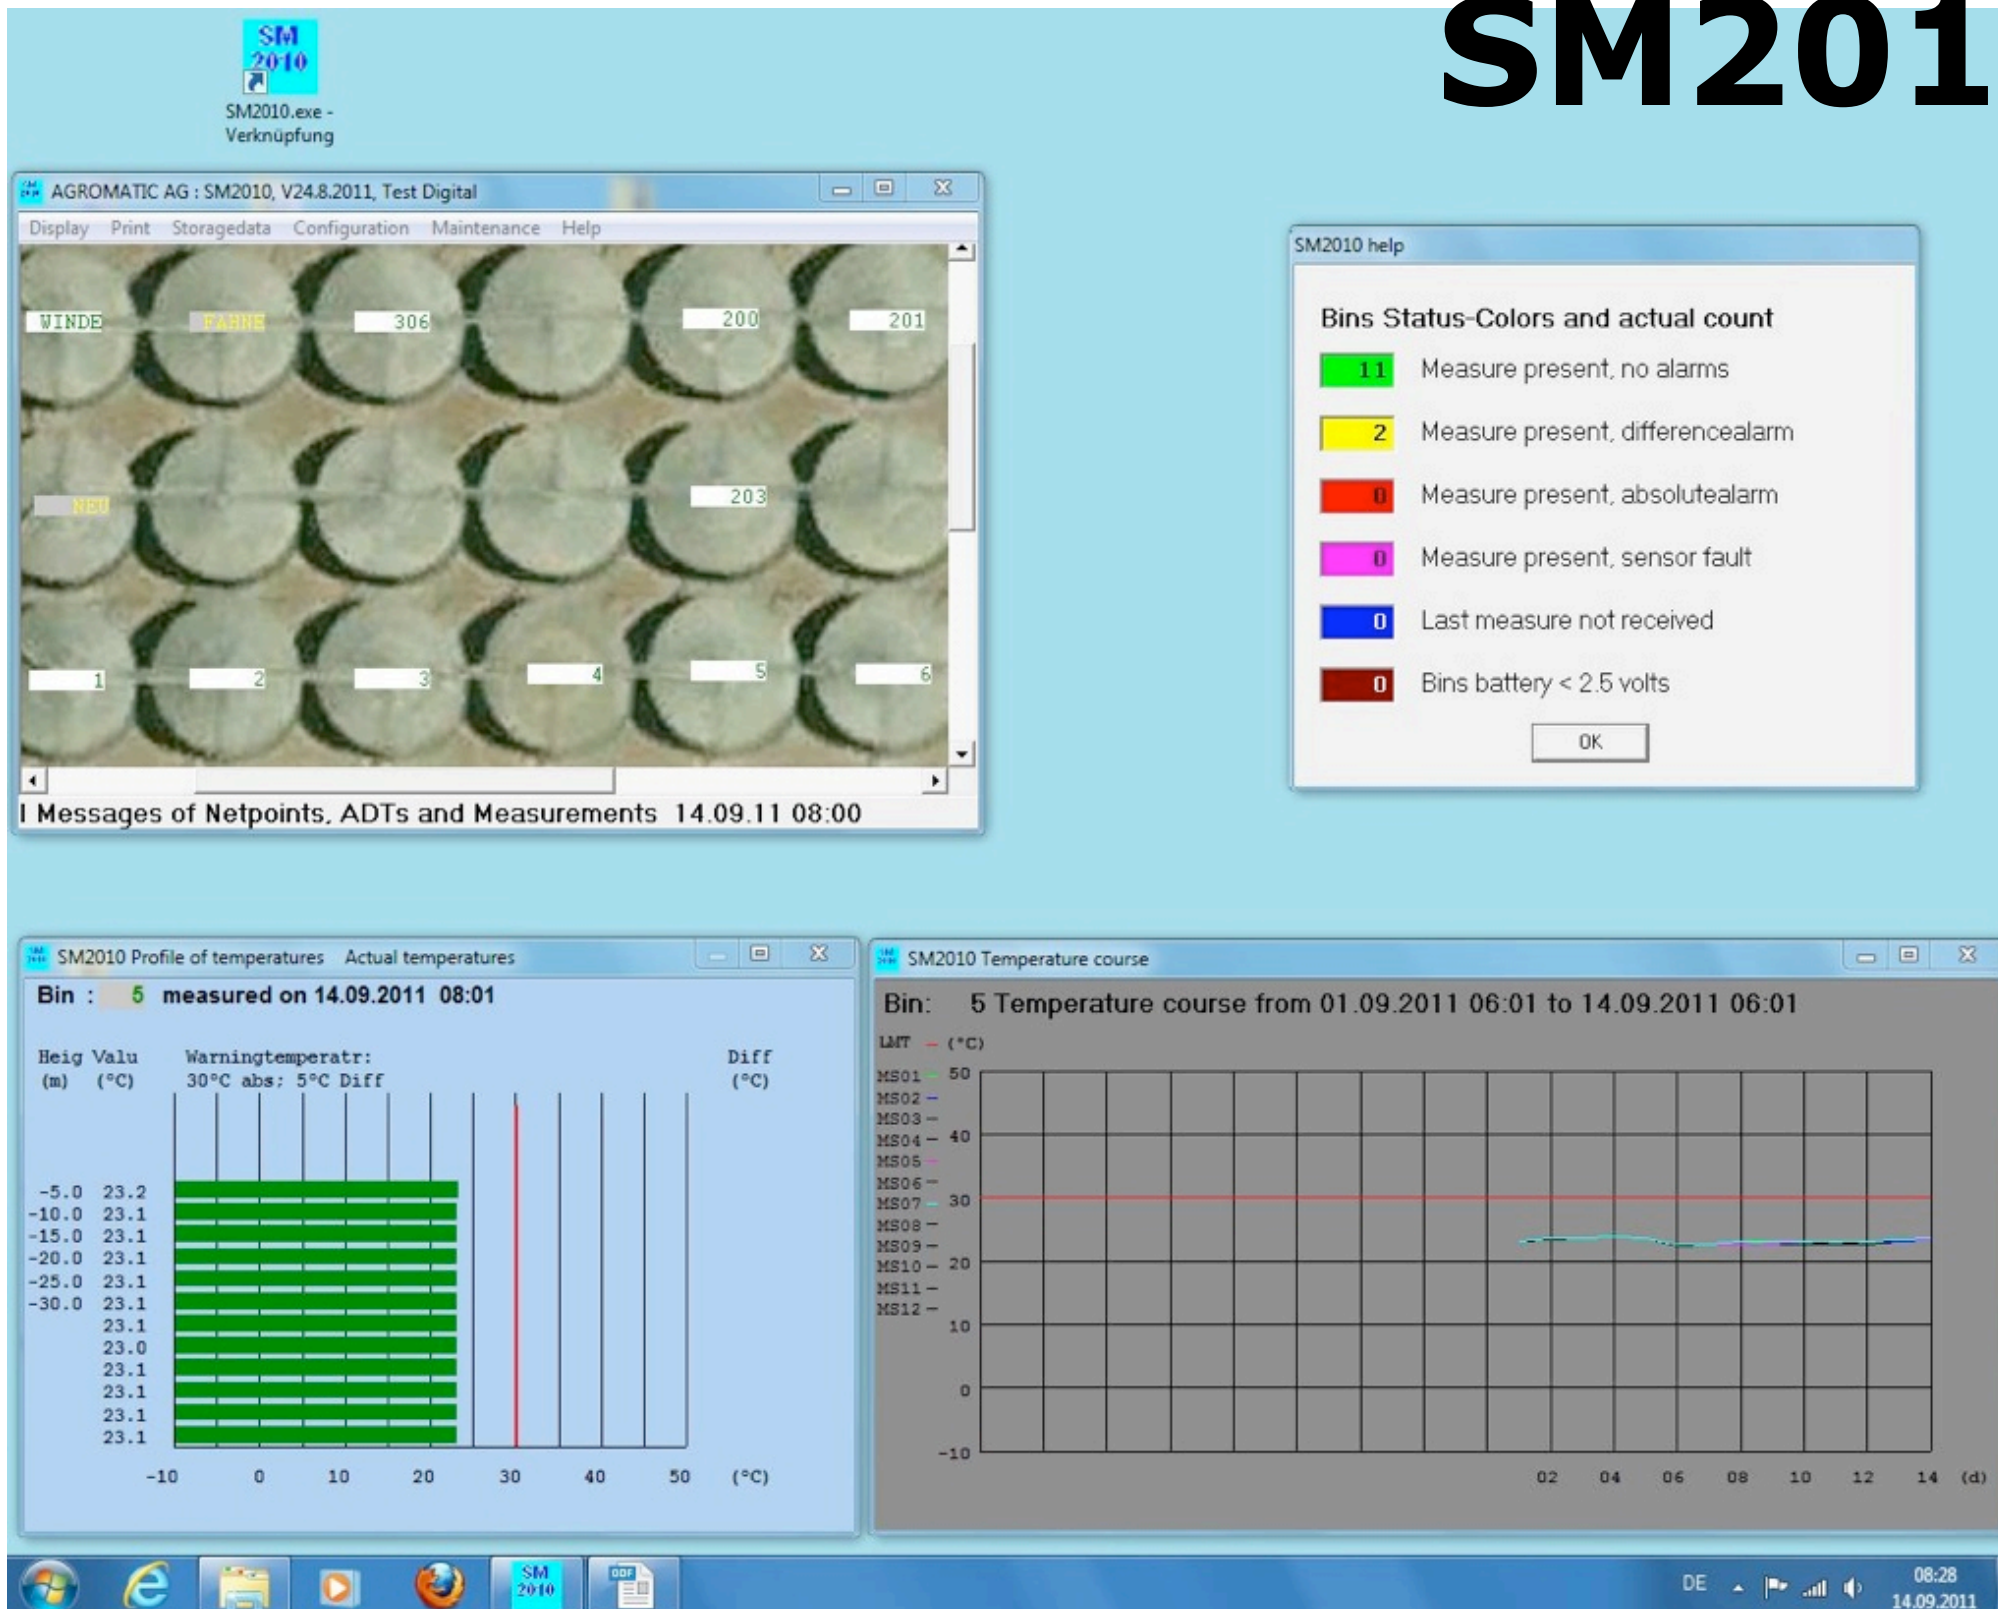 SM201
SM
2010
SM2010.exe -
Verknüpfung
AGROMATIC AG : SM2010, V24.8.2011, Test Digital
Display Print Storagedata Configuration Maintenance Help
WINDE FAHNE 306 200 201
NEU 203
1 2 3 4 5 6
l Messages of Netpoints, ADTs and Measurements 14.09.11 08:00
SM2010 help
Bins Status-Colors and actual count
11 Measure present, no alarms
2 Measure present, differencealarm
0 Measure present, absolutealarm
0 Measure present, sensor fault
0 Last measure not received
0 Bins battery < 2.5 volts
OK
SM2010 Profile of temperatures Actual temperatures
Bin : 5 measured on 14.09.2011 08:01
Heig Valu Warningtemperatr: Diff
(m) (°C) 30°C abs; 5°C Diff (°C)
-5.0 23.2
-10.0 23.1
-15.0 23.1
-20.0 23.1
-25.0 23.1
-30.0 23.1
23.1
23.0
23.1
23.1
23.1
23.1
-10 0 10 20 30 40 50 (°C)
SM2010 Temperature course
Bin: 5 Temperature course from 01.09.2011 06:01 to 14.09.2011 06:01
LMT (°C)
MS01 50
MS02
MS03
MS04 40
MS05
MS06
MS07 30
MS08
MS09
MS10 20
MS11
MS12
10
0
-10
02 04 06 08 10 12 14 (d)
SM
2010
ODF
DE
08:28
14.09.2011